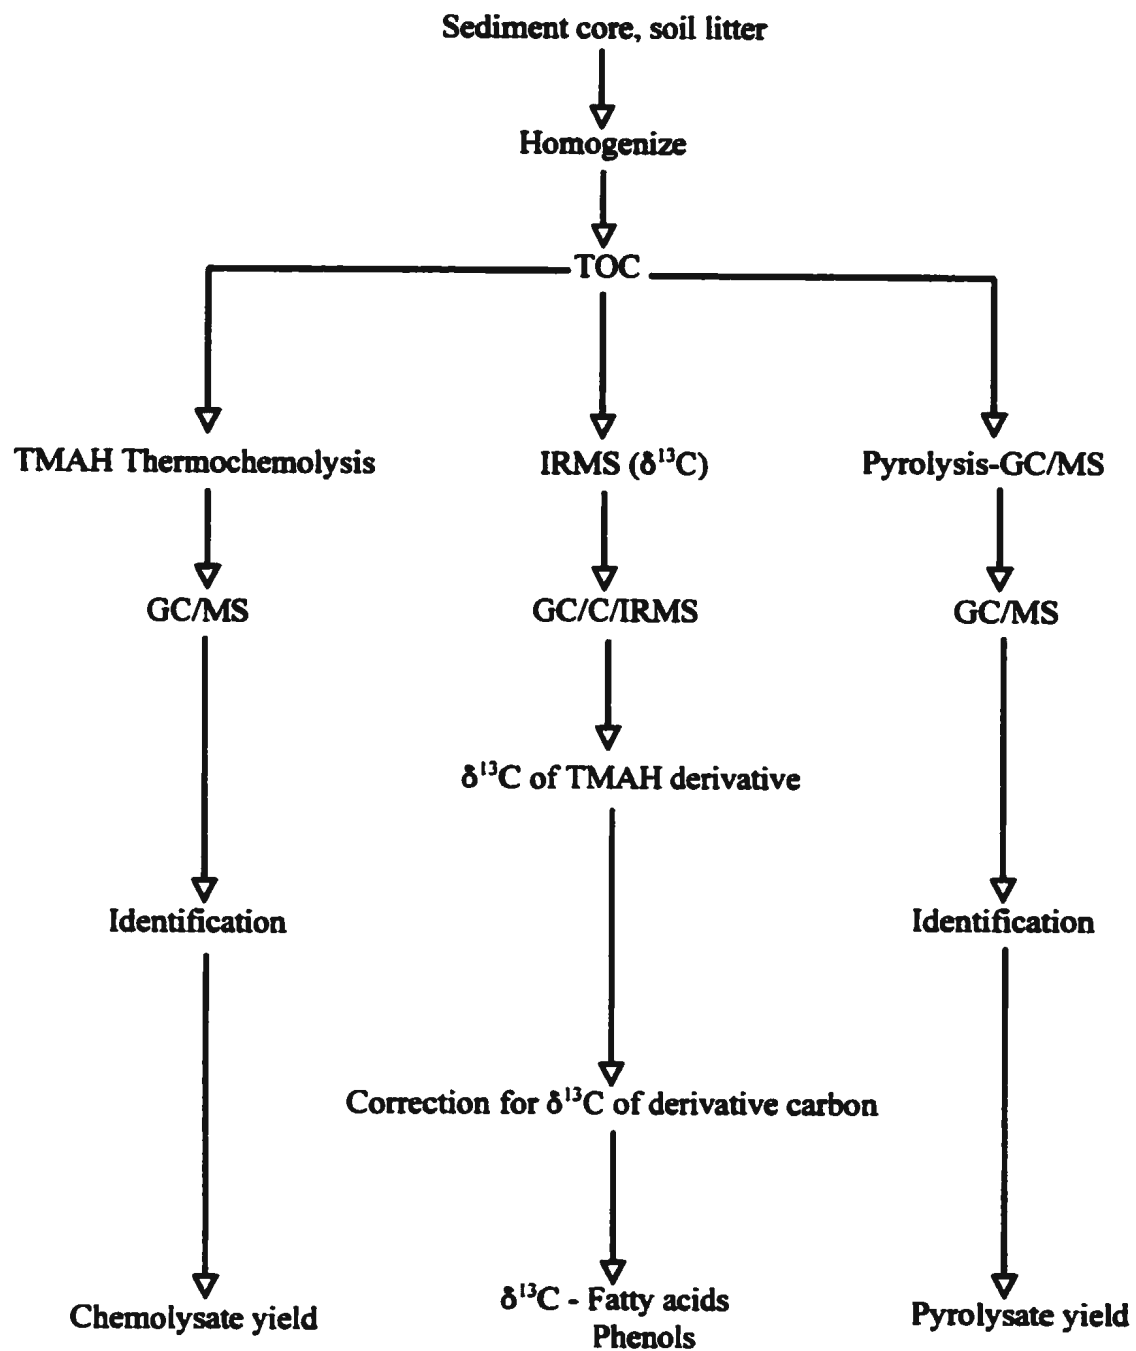 Sediment core, soil litter
Homogenize
TOC
TMAH Thermochemolysis
IRMS (δ¹³C)
Pyrolysis-GC/MS
GC/MS
GC/C/IRMS
GC/MS
δ¹³C of TMAH derivative
Identification
Identification
Correction for δ¹³C of derivative carbon
Chemolysate yield
δ¹³C - Fatty acids
Phenols
Pyrolysate yield